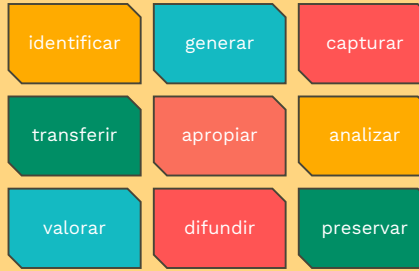 identificar
generar
capturar
transferir
apropiar
analizar
valorar
difundir
preservar